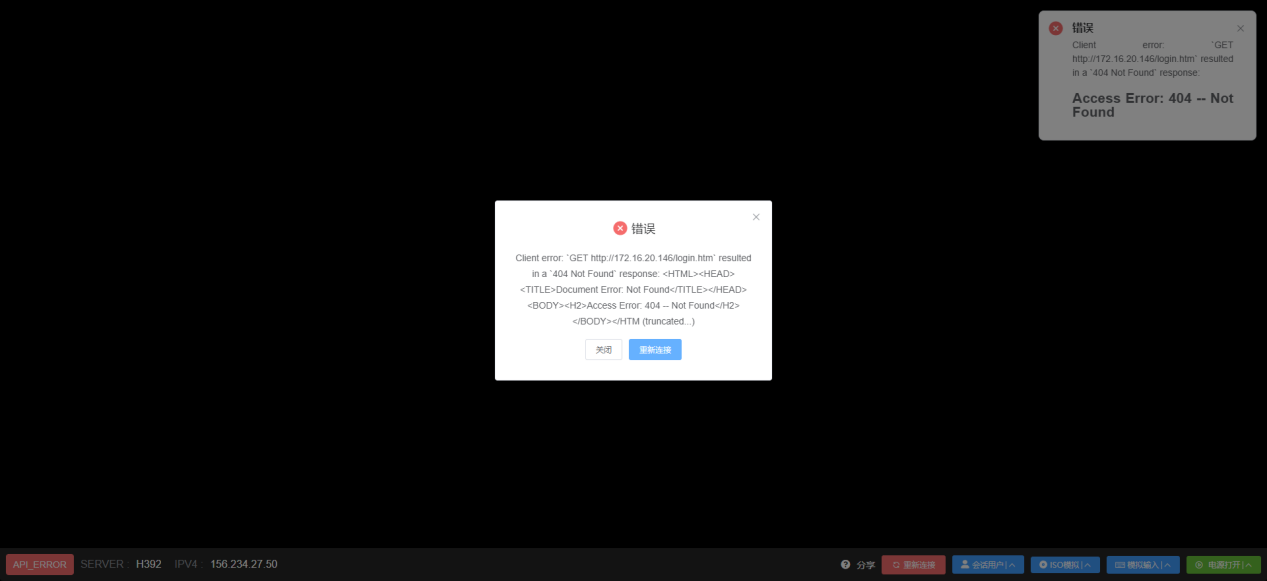 错误
Client error: `GET
http://172.16.20.146/login.htm` resulted
in a `404 Not Found` response:
Access Error: 404 -- Not
Found
错误
Client error: `GET http://172.16.20.146/login.htm` resulted
in a `404 Not Found` response: <HTML><HEAD>
<TITLE>Document Error: Not Found</TITLE></HEAD>
<BODY><H2>Access Error: 404 -- Not Found</H2>
</BODY></HTM (truncated...)
关闭 重新连接
API_ERROR SERVER : H392 IPV4 : 156.234.27.50 分享 重新连接 会话用户 | ISO模拟 | 模拟输入 | 电源打开 |